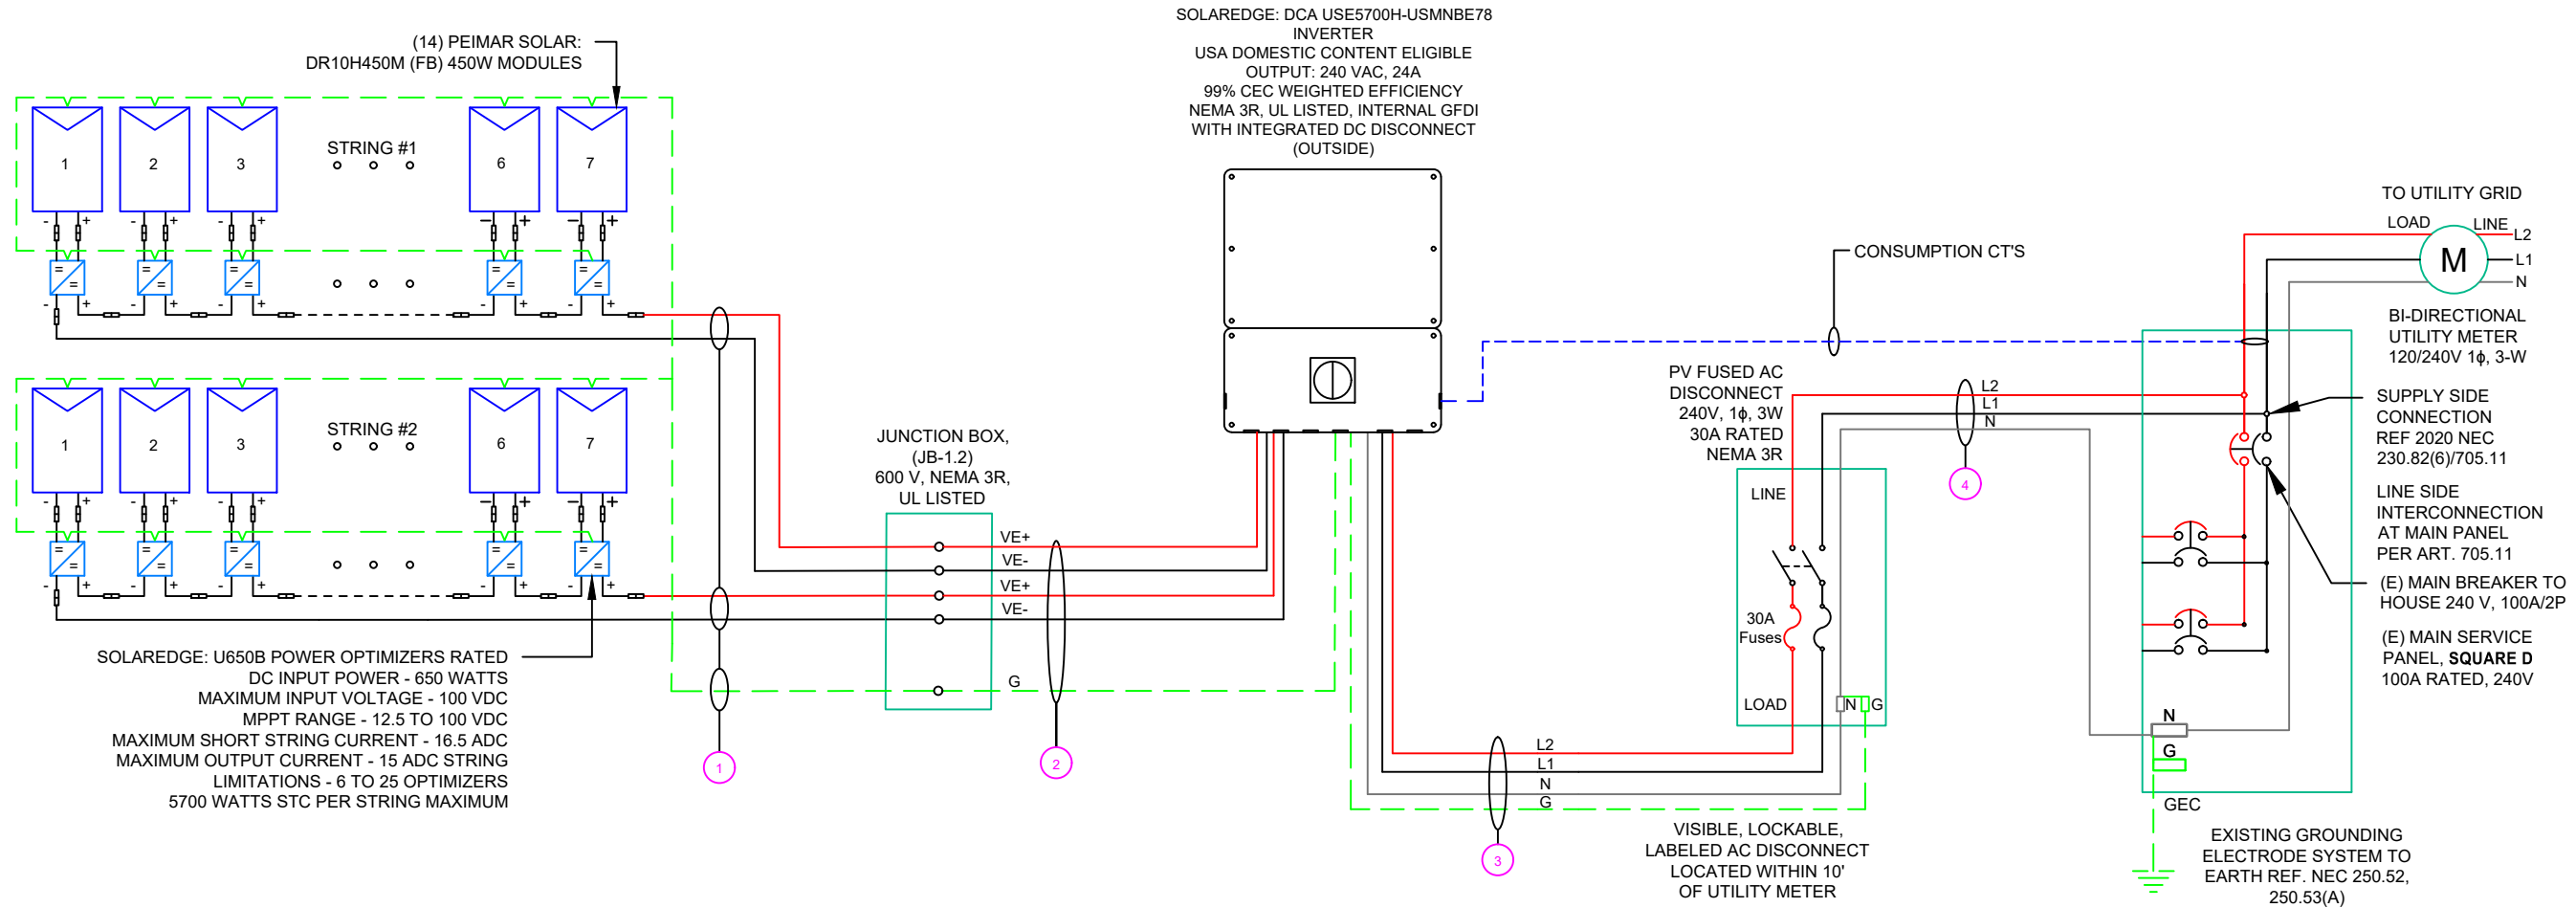 SOLAREDGE: DCA USE5700H-USMNBE78
INVERTER
USA DOMESTIC CONTENT ELIGIBLE
OUTPUT: 240 VAC, 24A
99% CEC WEIGHTED EFFICIENCY
NEMA 3R, UL LISTED, INTERNAL GFDI
WITH INTEGRATED DC DISCONNECT
(OUTSIDE)
(14) PEIMAR SOLAR:
DR10H450M (FB) 450W MODULES
1
2
3
STRING #1
6
7
- + - + - + - + - +
= = = = = = = = = =
- + - + - + - + - +
1
2
3
STRING #2
6
7
- + - + - + - + - +
= = = = = = = = = =
- + - + - + - + - +
SOLAREDGE: U650B POWER OPTIMIZERS RATED
DC INPUT POWER - 650 WATTS
MAXIMUM INPUT VOLTAGE - 100 VDC
MPPT RANGE - 12.5 TO 100 VDC
MAXIMUM SHORT STRING CURRENT - 16.5 ADC
MAXIMUM OUTPUT CURRENT - 15 ADC STRING
LIMITATIONS - 6 TO 25 OPTIMIZERS
5700 WATTS STC PER STRING MAXIMUM
1
JUNCTION BOX,
(JB-1.2)
600 V, NEMA 3R,
UL LISTED
VE+
VE-
VE+
VE-
G
2
CONSUMPTION CT'S
PV FUSED AC
DISCONNECT
240V, 1ϕ, 3W
30A RATED
NEMA 3R
LINE
30A
Fuses
LOAD
N
G
L2
L1
N
G
3
VISIBLE, LOCKABLE,
LABELED AC DISCONNECT
LOCATED WITHIN 10'
OF UTILITY METER
L2
L1
N
4
TO UTILITY GRID
LOAD
LINE
L2
M
L1
N
BI-DIRECTIONAL
UTILITY METER
120/240V 1ϕ, 3-W
SUPPLY SIDE
CONNECTION
REF 2020 NEC
230.82(6)/705.11
LINE SIDE
INTERCONNECTION
AT MAIN PANEL
PER ART. 705.11
(E) MAIN BREAKER TO
HOUSE 240 V, 100A/2P
(E) MAIN SERVICE
PANEL, SQUARE D
100A RATED, 240V
N
G
GEC
EXISTING GROUNDING
ELECTRODE SYSTEM TO
EARTH REF. NEC 250.52,
250.53(A)